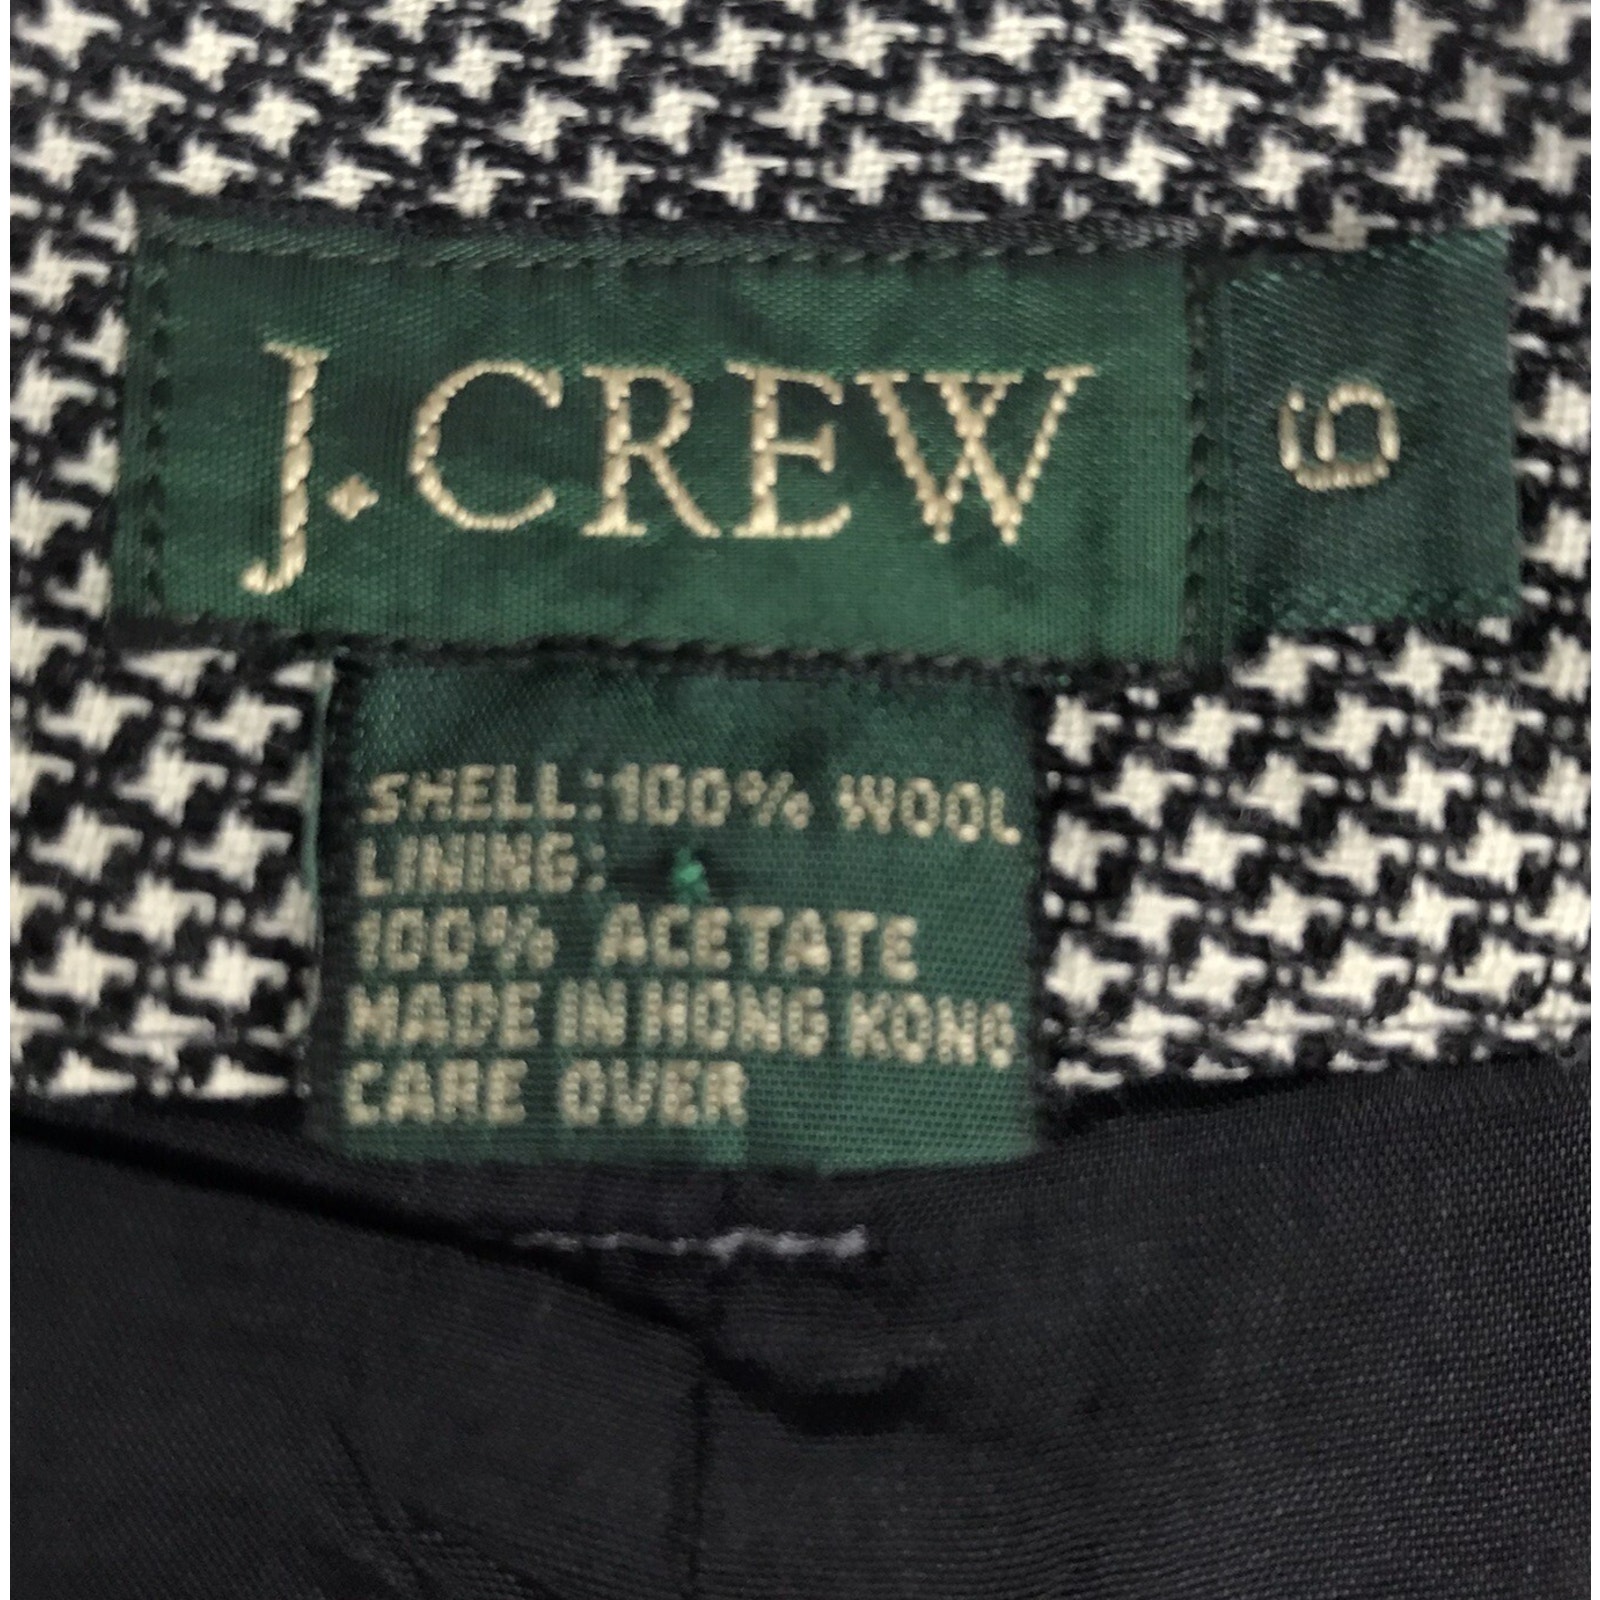 J.CREW
6
SHELL:100% WOOL
LINING:
100% ACETATE
MADE IN HONG KONG
CARE OVER